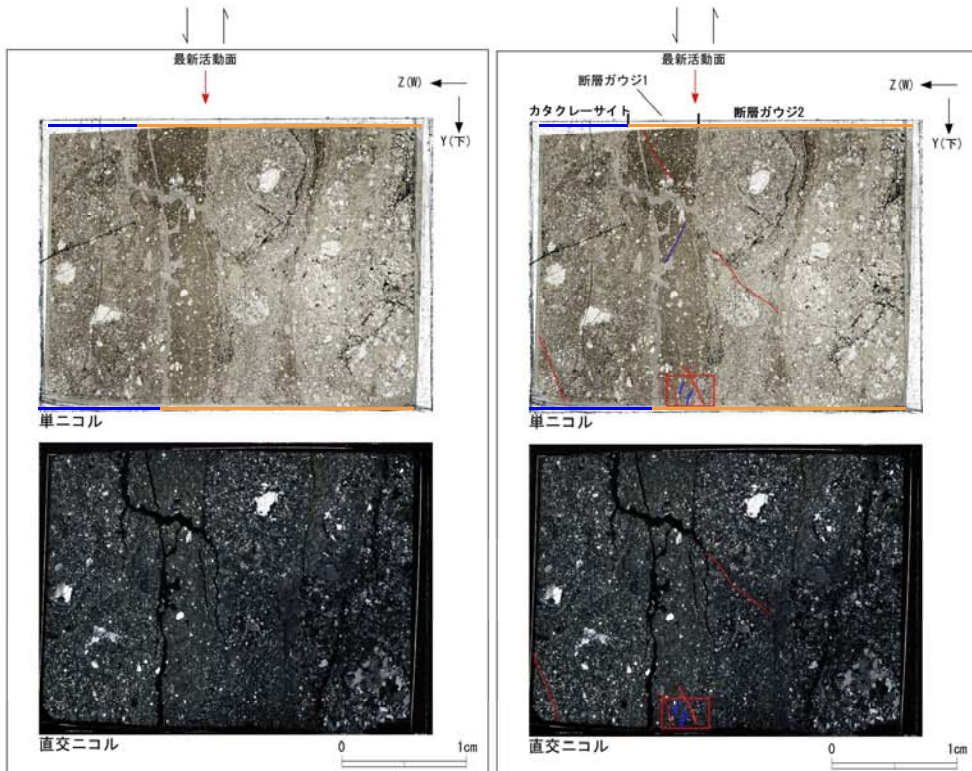 最新活動面
Z(W)
Y(下)
単ニコル
直交ニコル
0 1cm
最新活動面
断層ガウジ1
Z(W)
カタクレーサイト
断層ガウジ2
Y(下)
単ニコル
直交ニコル
0 1cm